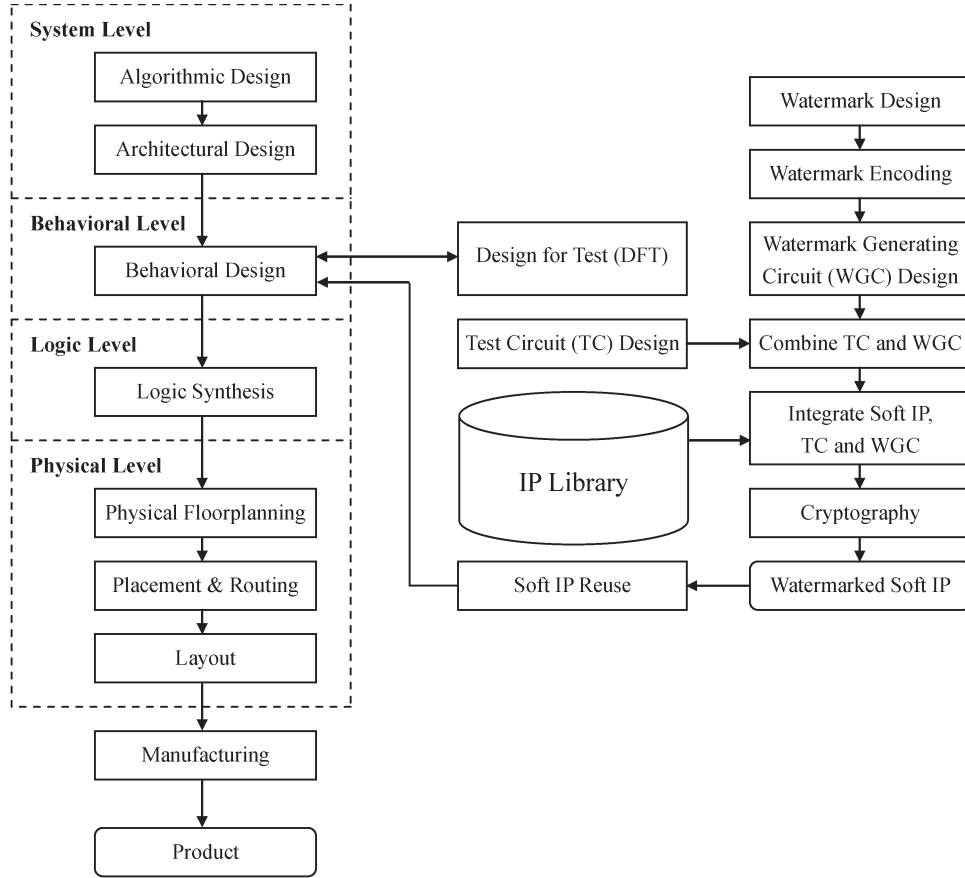 System Level
Algorithmic Design
Architectural Design
Behavioral Level
Behavioral Design
Logic Level
Logic Synthesis
Physical Level
Physical Floorplanning
Placement & Routing
Layout
Manufacturing
Product
Design for Test (DFT)
Test Circuit (TC) Design
IP Library
Soft IP Reuse
Watermark Design
Watermark Encoding
Watermark Generating
Circuit (WGC) Design
Combine TC and WGC
Integrate Soft IP,
TC and WGC
Cryptography
Watermarked Soft IP